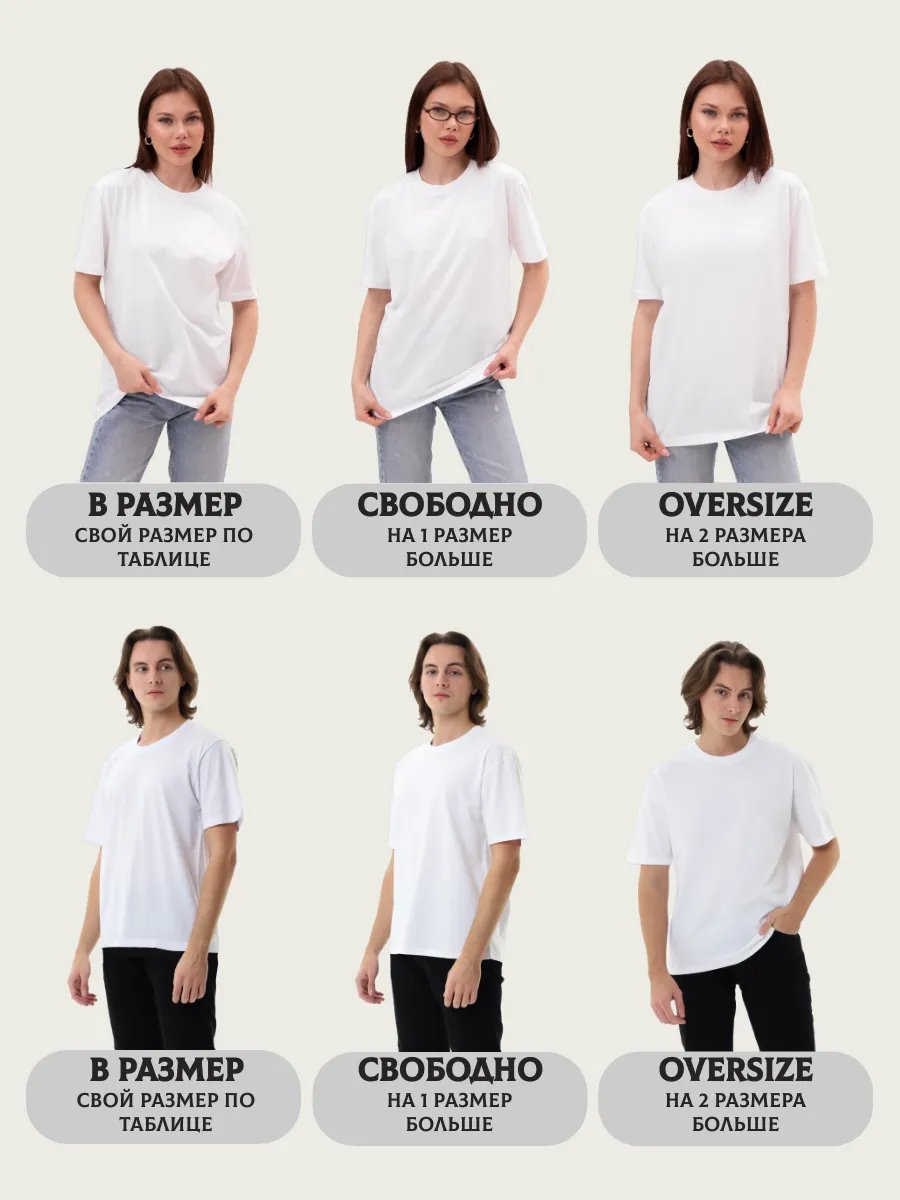 В РАЗМЕР
СВОЙ РАЗМЕР ПО
ТАБЛИЦЕ
СВОБОДНО
НА 1 РАЗМЕР
БОЛЬШЕ
OVERSIZE
НА 2 РАЗМЕРА
БОЛЬШЕ
В РАЗМЕР
СВОЙ РАЗМЕР ПО
ТАБЛИЦЕ
СВОБОДНО
НА 1 РАЗМЕР
БОЛЬШЕ
OVERSIZE
НА 2 РАЗМЕРА
БОЛЬШЕ